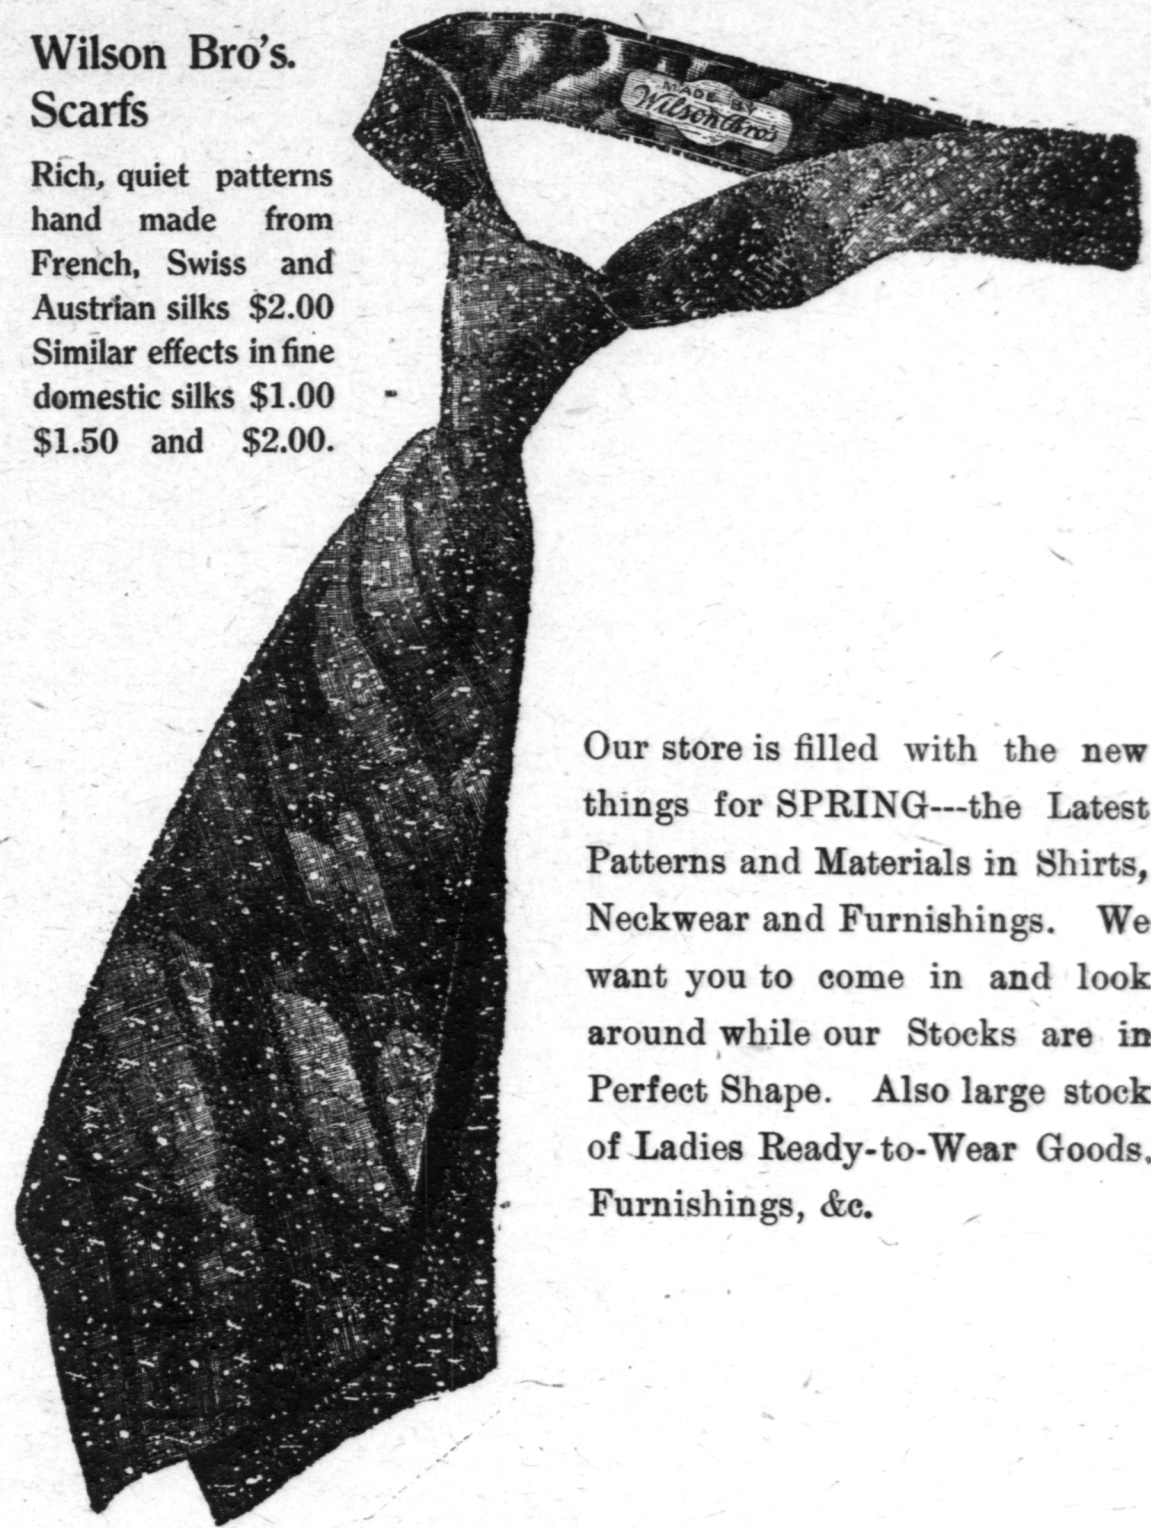 Wilson Bro's.
Scarfs
Rich, quiet patterns
hand made from
French, Swiss and
Austrian silks $2.00
Similar effects in fine
domestic silks $1.00
$1.50 and $2.00.
MADE BY
Wilson Bro's
Our store is filled with the new
things for SPRING---the Latest
Patterns and Materials in Shirts,
Neckwear and Furnishings. We
want you to come in and look
around while our Stocks are in
Perfect Shape. Also large stock
of Ladies Ready-to-Wear Goods,
Furnishings, &c.